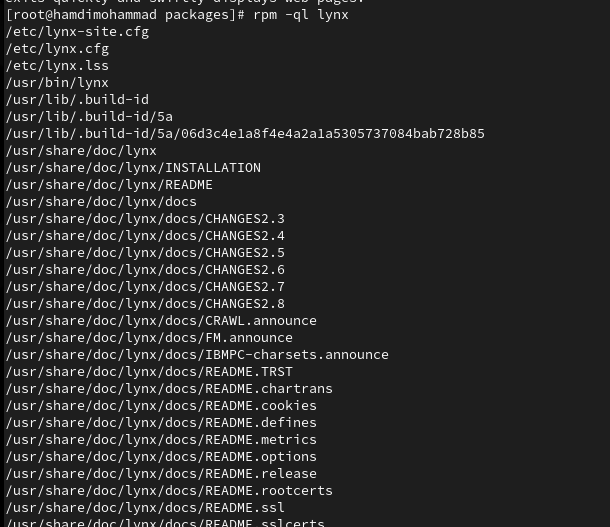 exits quickly and swiftly displays web pages.
[root@hamdimohammad packages]# rpm -ql lynx
/etc/lynx-site.cfg
/etc/lynx.cfg
/etc/lynx.lss
/usr/bin/lynx
/usr/lib/.build-id
/usr/lib/.build-id/5a
/usr/lib/.build-id/5a/06d3c4e1a8f4e4a2a1a5305737084bab728b85
/usr/share/doc/lynx
/usr/share/doc/lynx/INSTALLATION
/usr/share/doc/lynx/README
/usr/share/doc/lynx/docs
/usr/share/doc/lynx/docs/CHANGES2.3
/usr/share/doc/lynx/docs/CHANGES2.4
/usr/share/doc/lynx/docs/CHANGES2.5
/usr/share/doc/lynx/docs/CHANGES2.6
/usr/share/doc/lynx/docs/CHANGES2.7
/usr/share/doc/lynx/docs/CHANGES2.8
/usr/share/doc/lynx/docs/CRAWL.announce
/usr/share/doc/lynx/docs/FM.announce
/usr/share/doc/lynx/docs/IBMPC-charsets.announce
/usr/share/doc/lynx/docs/README.TRST
/usr/share/doc/lynx/docs/README.chartrans
/usr/share/doc/lynx/docs/README.cookies
/usr/share/doc/lynx/docs/README.defines
/usr/share/doc/lynx/docs/README.metrics
/usr/share/doc/lynx/docs/README.options
/usr/share/doc/lynx/docs/README.release
/usr/share/doc/lynx/docs/README.rootcerts
/usr/share/doc/lynx/docs/README.ssl
/usr/share/doc/lynx/docs/README.sslcerts